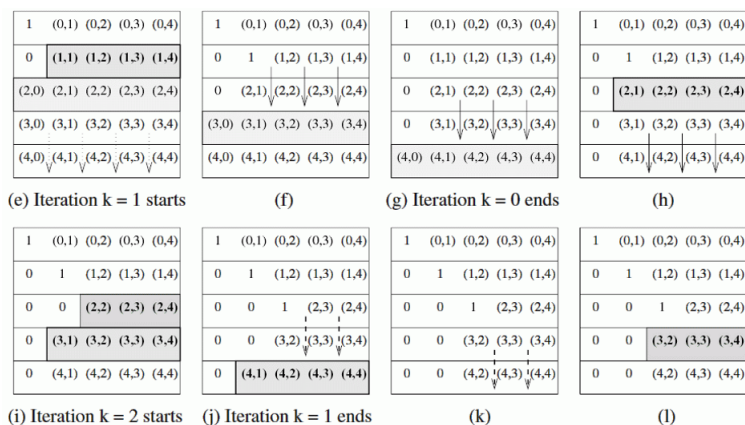 1 (0,1) (0,2) (0,3) (0,4)
0 (1,1) (1,2) (1,3) (1,4)
(2,0) (2,1) (2,2) (2,3) (2,4)
(3,0) (3,1) (3,2) (3,3) (3,4)
(4,0) (4,1) (4,2) (4,3) (4,4)
(e) Iteration k = 1 starts
1 (0,1) (0,2) (0,3) (0,4)
0 1 (1,2) (1,3) (1,4)
0 (2,1) (2,2) (2,3) (2,4)
(3,0) (3,1) (3,2) (3,3) (3,4)
(4,0) (4,1) (4,2) (4,3) (4,4)
(f)
1 (0,1) (0,2) (0,3) (0,4)
0 (1,1) (1,2) (1,3) (1,4)
0 (2,1) (2,2) (2,3) (2,4)
0 (3,1) (3,2) (3,3) (3,4)
(4,0) (4,1) (4,2) (4,3) (4,4)
(g) Iteration k = 0 ends
1 (0,1) (0,2) (0,3) (0,4)
0 1 (1,2) (1,3) (1,4)
0 (2,1) (2,2) (2,3) (2,4)
0 (3,1) (3,2) (3,3) (3,4)
0 (4,1) (4,2) (4,3) (4,4)
(h)
1 (0,1) (0,2) (0,3) (0,4)
0 1 (1,2) (1,3) (1,4)
0 0 (2,2) (2,3) (2,4)
0 (3,1) (3,2) (3,3) (3,4)
0 (4,1) (4,2) (4,3) (4,4)
(i) Iteration k = 2 starts
1 (0,1) (0,2) (0,3) (0,4)
0 1 (1,2) (1,3) (1,4)
0 0 1 (2,3) (2,4)
0 0 (3,2) (3,3) (3,4)
0 (4,1) (4,2) (4,3) (4,4)
(j) Iteration k = 1 ends
1 (0,1) (0,2) (0,3) (0,4)
0 1 (1,2) (1,3) (1,4)
0 0 1 (2,3) (2,4)
0 0 (3,2) (3,3) (3,4)
0 0 (4,2) (4,3) (4,4)
(k)
1 (0,1) (0,2) (0,3) (0,4)
0 1 (1,2) (1,3) (1,4)
0 0 1 (2,3) (2,4)
0 0 (3,2) (3,3) (3,4)
0 0 (4,2) (4,3) (4,4)
(l)